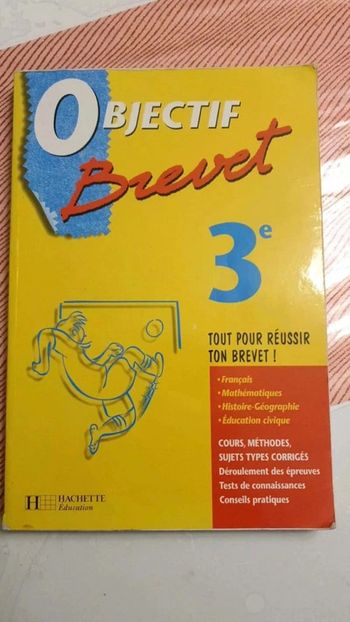 OBJECTIF
Brevet
3e
TOUT POUR RÉUSSIR
TON BREVET !
• Français
• Mathématiques
• Histoire-Géographie
• Éducation civique
COURS, MÉTHODES,
SUJETS TYPES CORRIGÉS
Déroulement des épreuves
Tests de connaissances
Conseils pratiques
H HACHETTE
Education